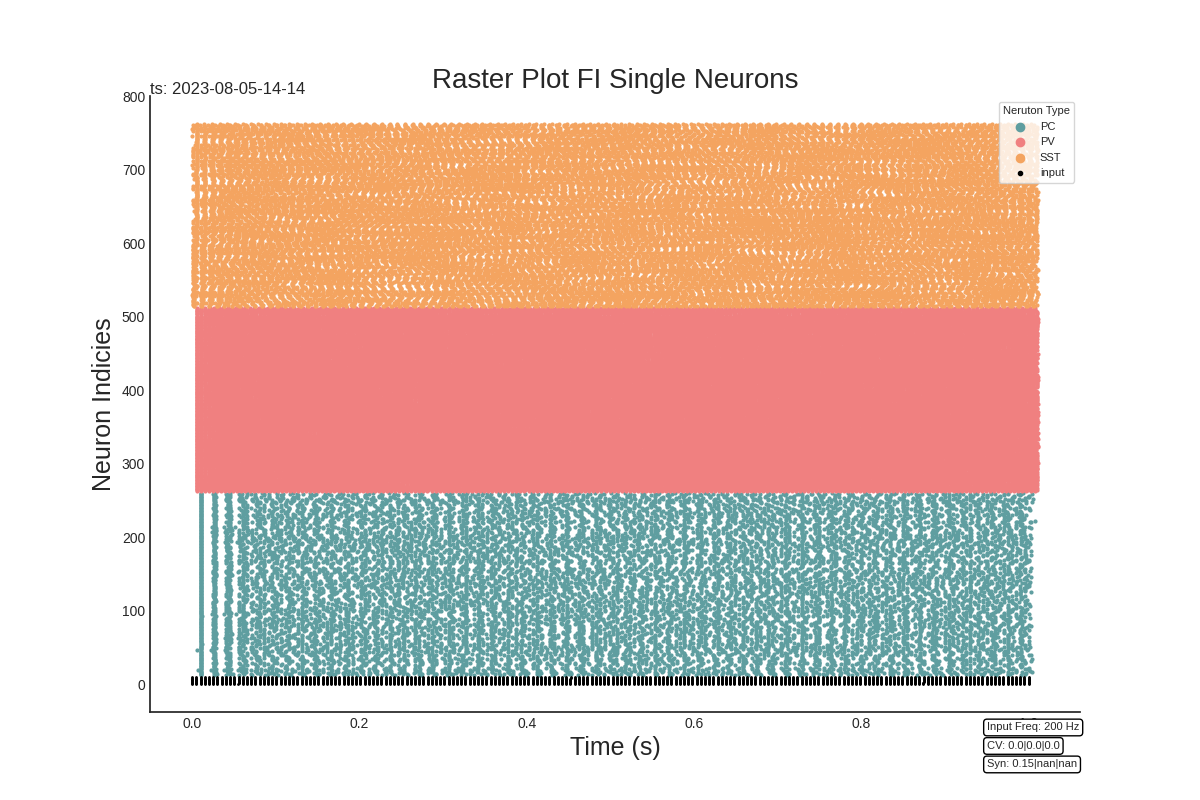 Raster Plot FI Single Neurons
ts: 2023-08-05-14-14
Neruton Type
PC
PV
SST
input
Neuron Indicies
800
700
600
500
400
300
200
100
0
0.0
0.2
0.4
0.6
0.8
Time (s)
Input Freq: 200 Hz
CV: 0.0|0.0|0.0
Syn: 0.15|nan|nan